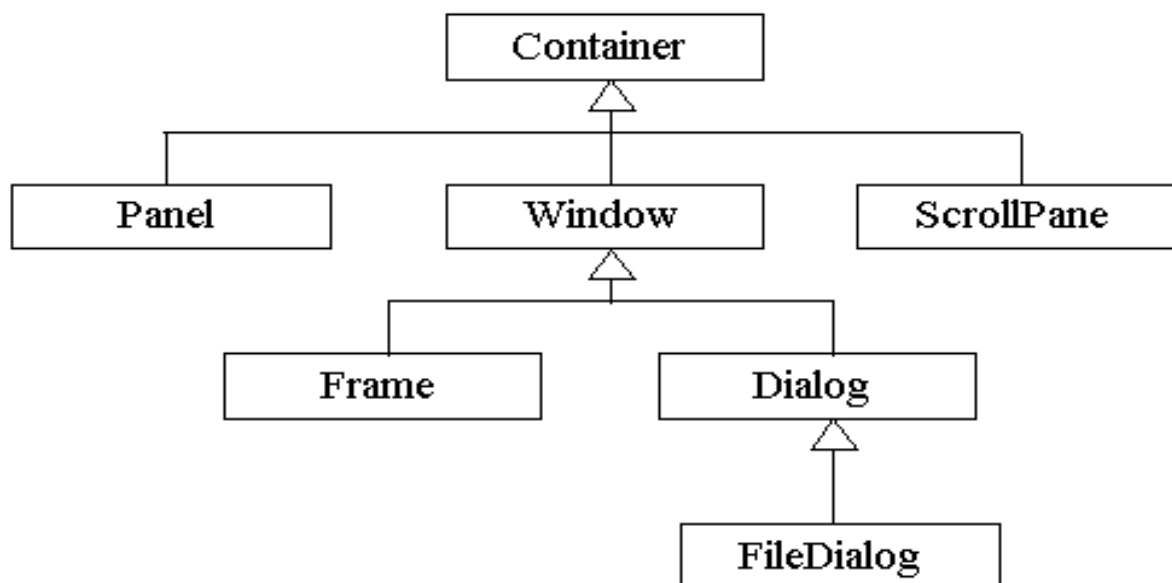 Container
Panel
Window
ScrollPane
Frame
Dialog
FileDialog